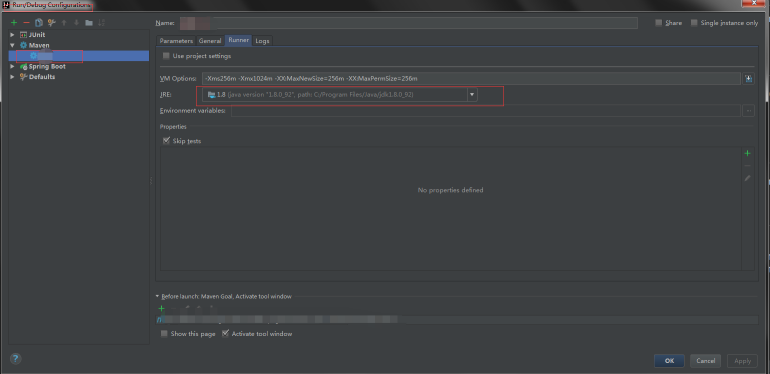 Run/Debug Configurations
Name:
Share
Single instance only
JUnit
Maven
Spring Boot
Defaults
Parameters General Runner Logs
Use project settings
VM Options: -Xms256m -Xmx1024m -XX:MaxNewSize=256m -XX:MaxPermSize=256m
JRE: 1.8 (java version "1.8.0_92", path: C:/Program Files/Java/jdk1.8.0_92)
Environment variables:
Properties
Skip tests
No properties defined
Before launch: Maven Goal, Activate tool window
Show this page Activate tool window
OK Cancel Apply